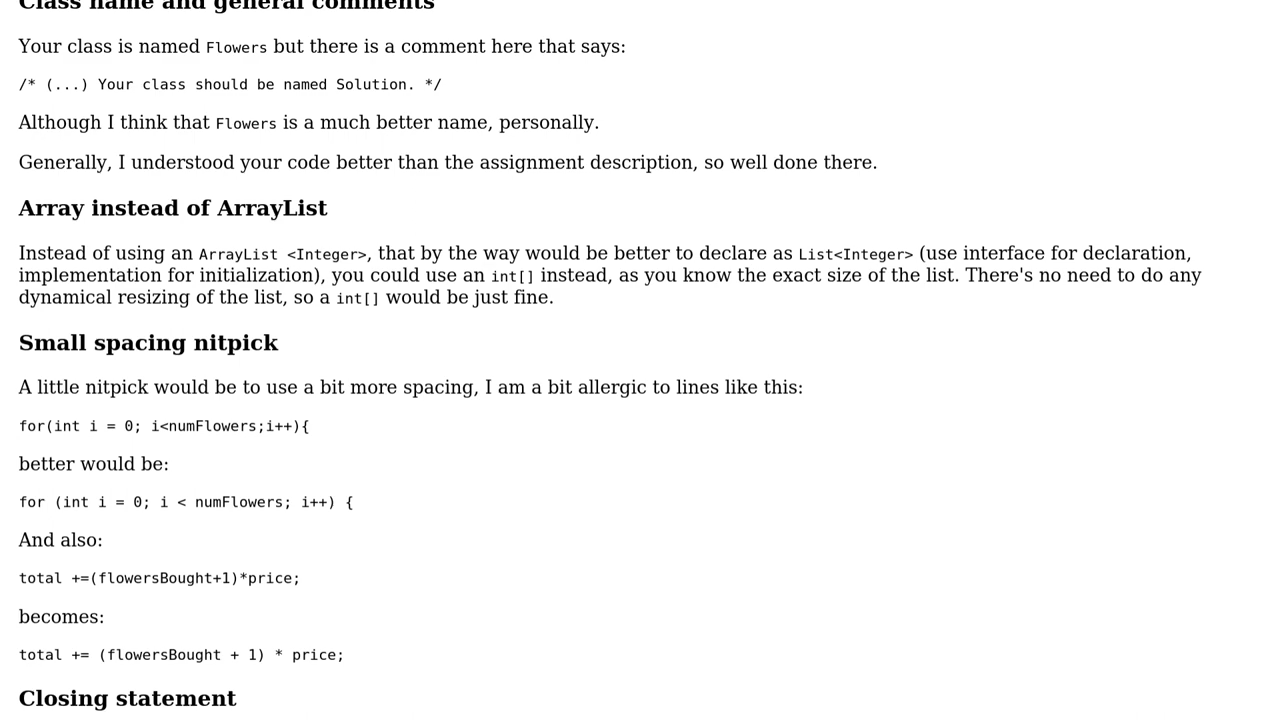 Class name and general comments
Your class is named Flowers but there is a comment here that says:
/* (...) Your class should be named Solution. */
Although I think that Flowers is a much better name, personally.
Generally, I understood your code better than the assignment description, so well done there.
Array instead of ArrayList
Instead of using an ArrayList <Integer>, that by the way would be better to declare as List<Integer> (use interface for declaration,
implementation for initialization), you could use an int[] instead, as you know the exact size of the list. There's no need to do any
dynamical resizing of the list, so a int[] would be just fine.
Small spacing nitpick
A little nitpick would be to use a bit more spacing, I am a bit allergic to lines like this:
for(int i = 0; i<numFlowers;i++){
better would be:
for (int i = 0; i < numFlowers; i++) {
And also:
total +=(flowersBought+1)*price;
becomes:
total += (flowersBought + 1) * price;
Closing statement